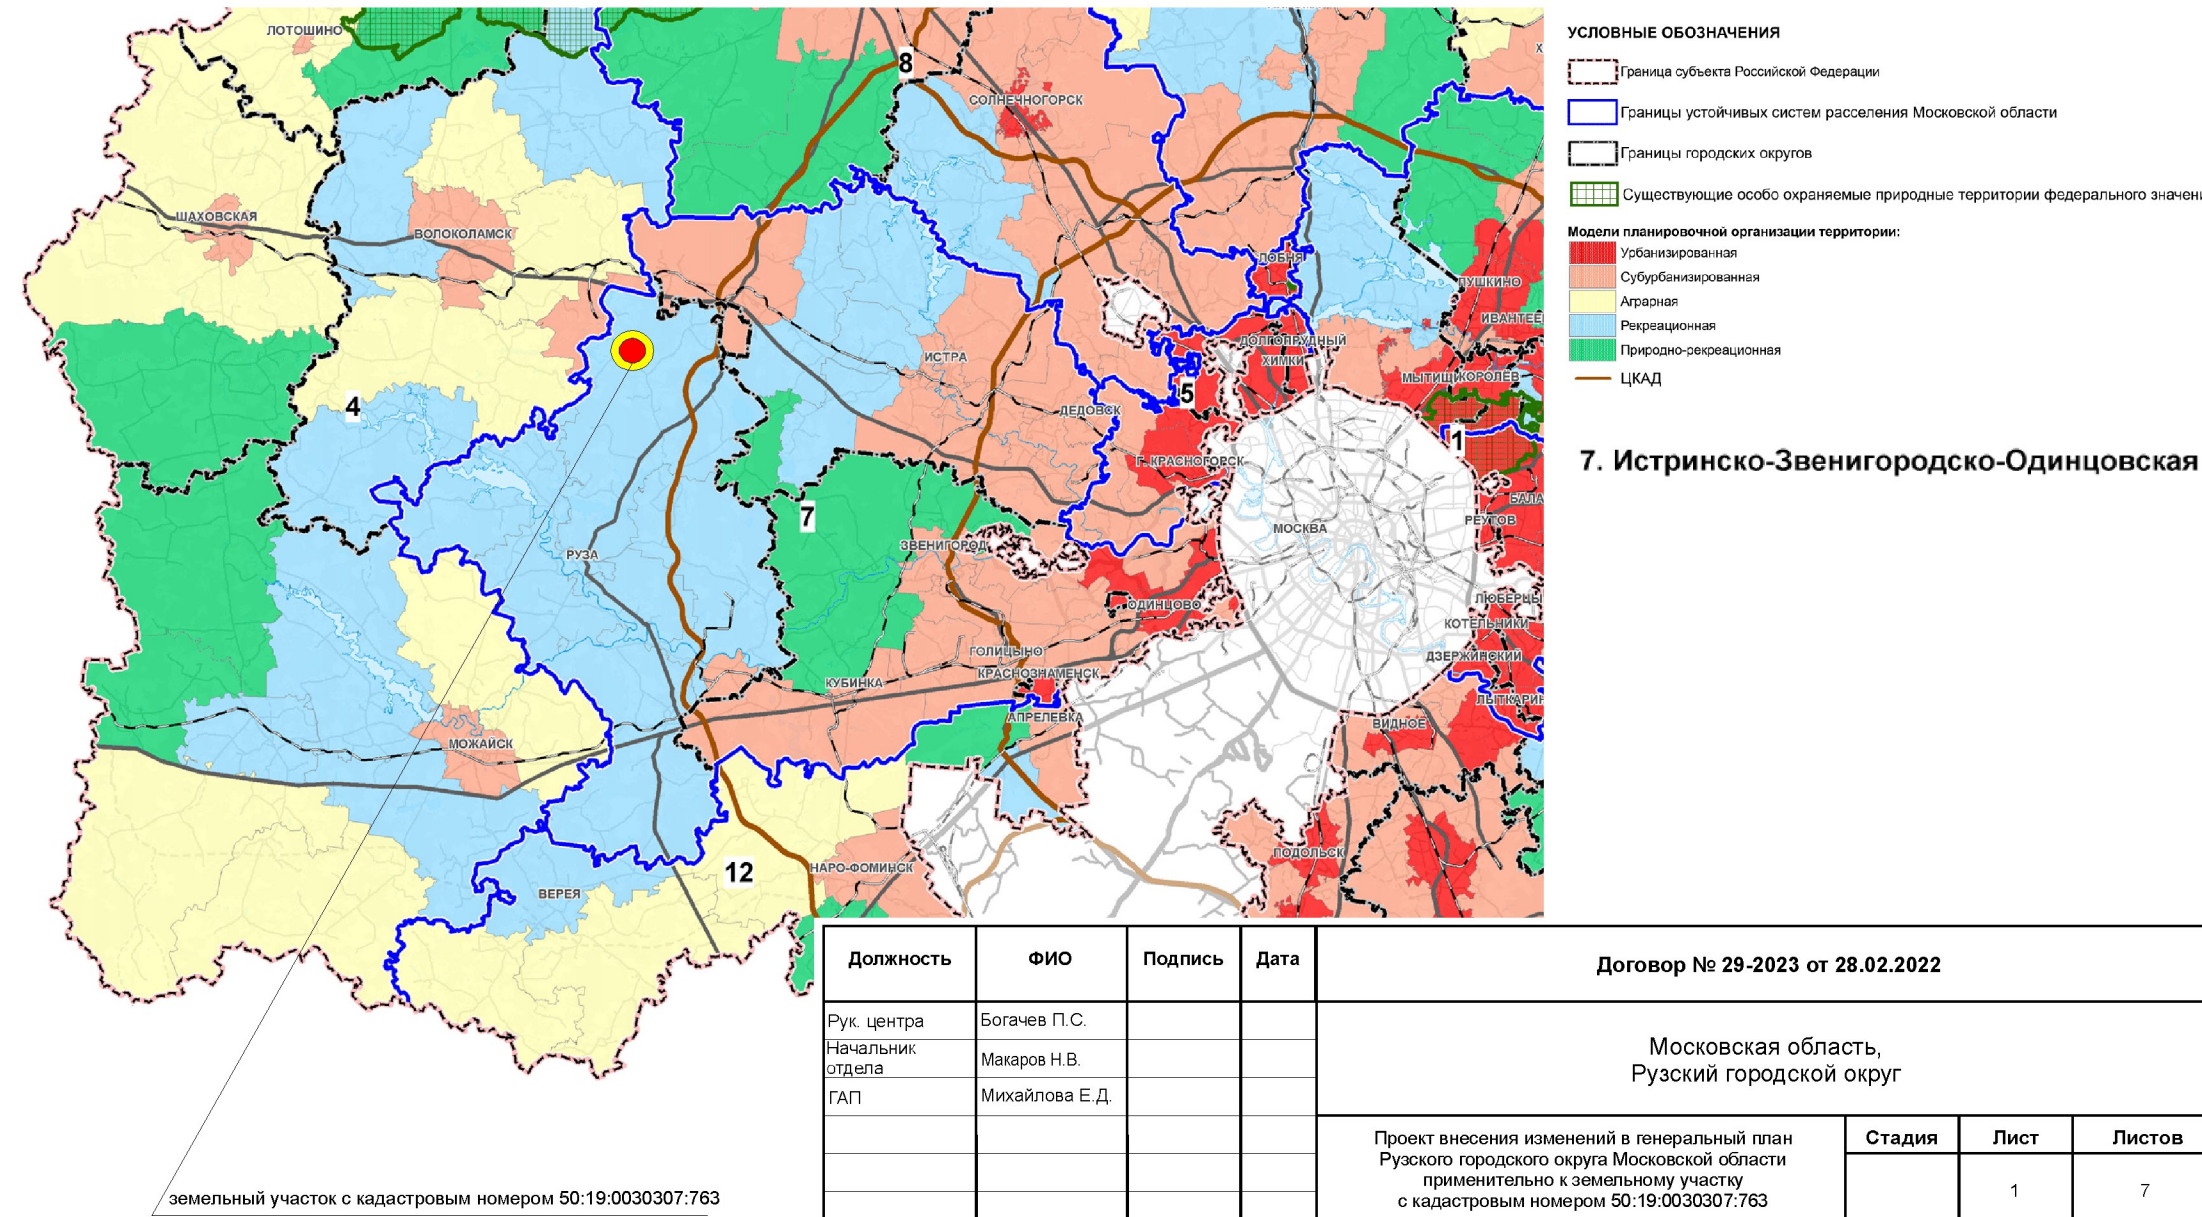 УСЛОВНЫЕ ОБОЗНАЧЕНИЯ
Граница субъекта Российской Федерации
Границы устойчивых систем расселения Московской области
Границы городских округов
Существующие особо охраняемые природные территории федерального
Модели планировочной организации территории:
Урбанизированная
Субурбанизированная
Аграрная
Рекреационная
Природно-рекреационная
ЦКАД
7. Истринско-Звенигородско-Одинцовская
ЛОТОШИНО
8
СОЛНЕЧНОГОРСК
ШАХОВСКАЯ
ВОЛОКОЛАМСК
ЛОБНЯ
ПУШКИНО
ДОЛГОПРУДНЫЙ
ХИМКИ
ИСТРА
МЫТИЩИ
КОРОЛЁВ
4
5
ДЕДОВСК
1
Г. КРАСНОГОРСК
7
МОСКВА
РЕУТОВ
ЗВЕНИГОРОД
РУЗА
ОДИНЦОВО
ЛЮБЕРЦЫ
КОТЕЛЬНИКИ
ГОЛИЦЫНО
ДЗЕРЖИНСКИЙ
КРАСНОЗНАМЕНСК
КУБИНКА
АПРЕЛЕВКА
ВИДНОЕ
МОЖАЙСК
ПОДОЛЬСК
12
НАРО-ФОМИНСК
ВЕРЕЯ
земельный участок с кадастровым номером 50:19:0030307:763
Должность ФИО Подпись Дата
Рук. центра Богачев П.С.
Начальник
отдела Макаров Н.В.
ГАП Михайлова Е.Д.
Договор № 29-2023 от 28.02.2022
Московская область,
Рузский городской округ
Проект внесения изменений в генеральный план
Рузского городского округа Московской области
применительно к земельному участку
с кадастровым номером 50:19:0030307:763
Стадия Лист Листов
1 7